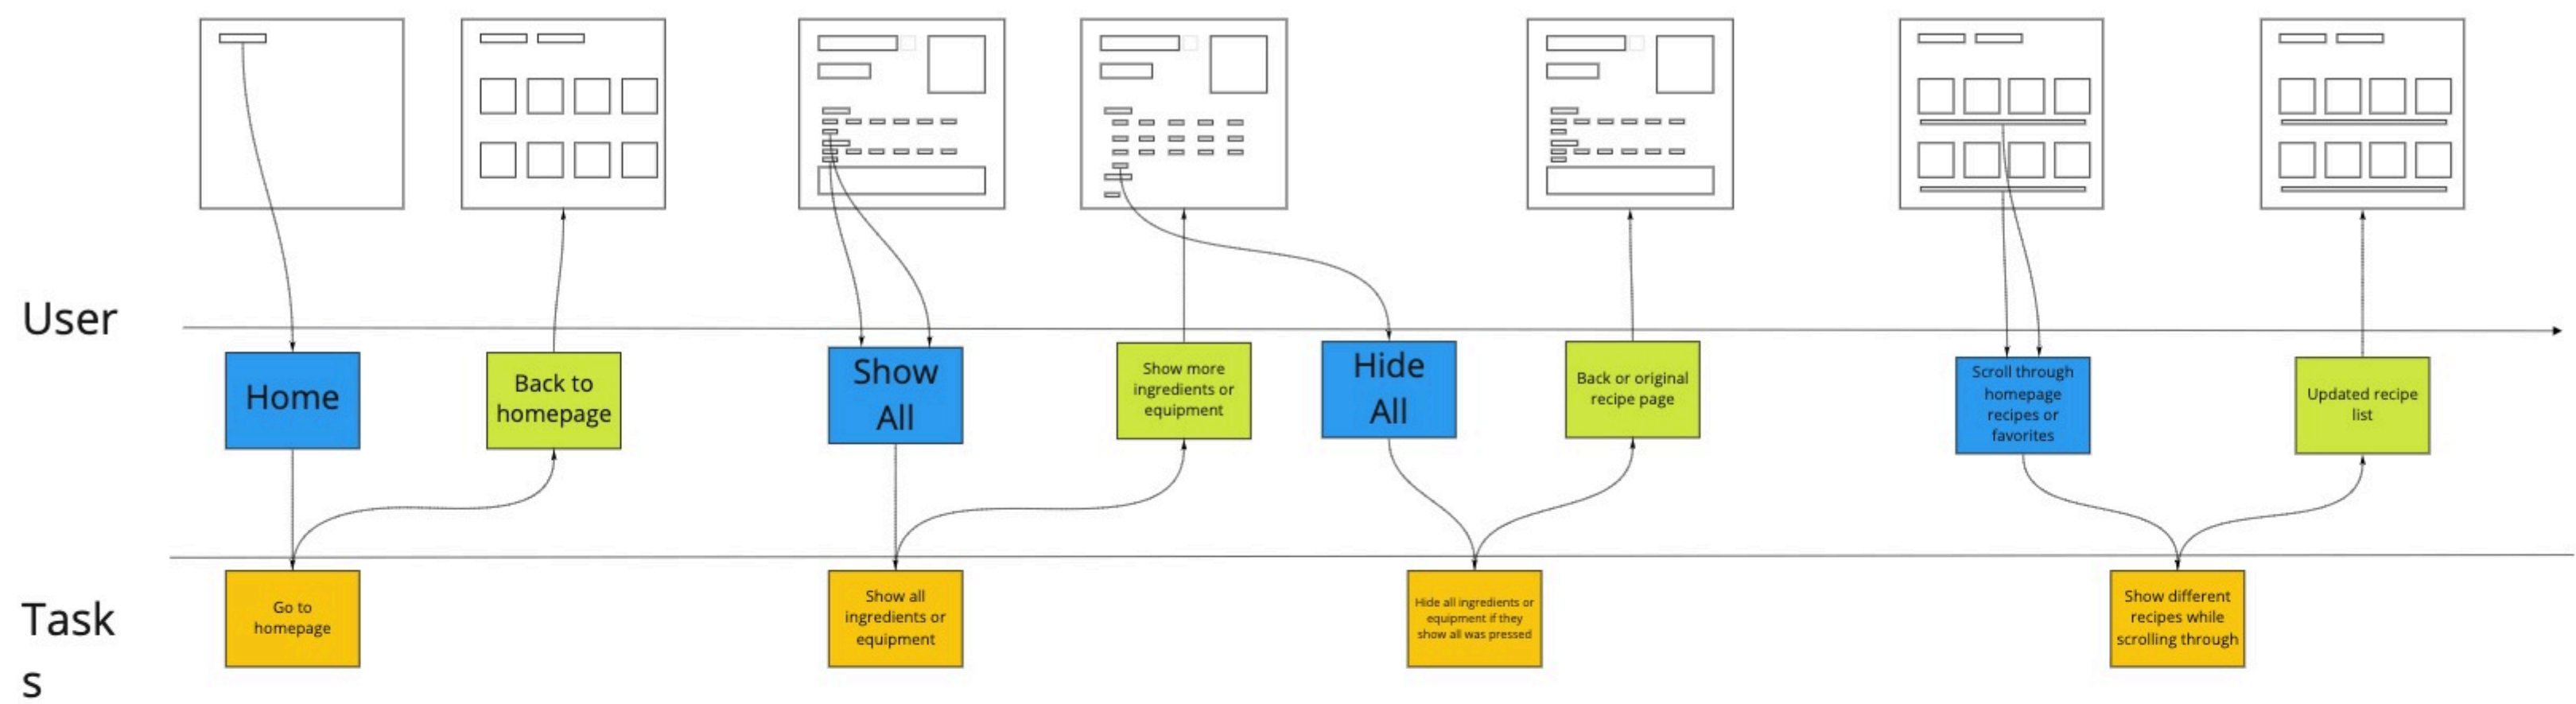 User
Home
Back to
homepage
Show
All
Show more
ingredients or
equipment
Hide
All
Back or original
recipe page
Scroll through
homepage
recipes or
favorites
Updated recipe
list
Task
s
Go to
homepage
Show all
ingredients or
equipment
Hide all ingredients or
equipment if they
show all was pressed
Show different
recipes while
scrolling through